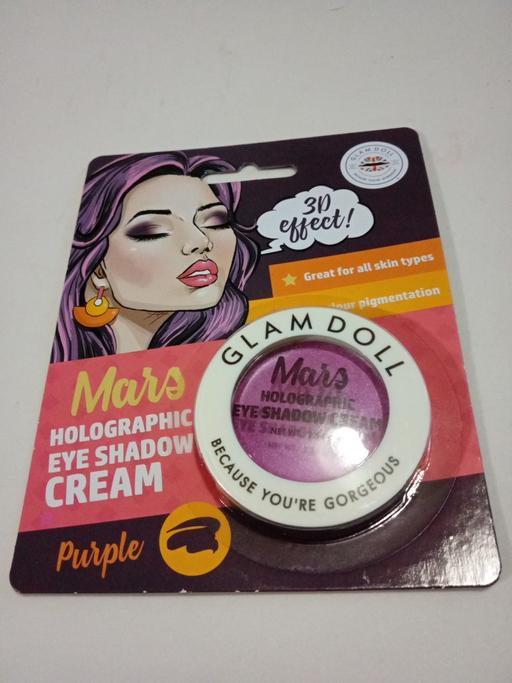 GLAM DOLL
3D
effect!
Great for all skin types
our pigmentation
GLAM DOLL
Mars
HOLOGRAPHIC
EYE SHADOW CREAM
BECAUSE YOU'RE GORGEOUS
Mars
HOLOGRAPHIC
EYE SHADOW
CREAM
Purple